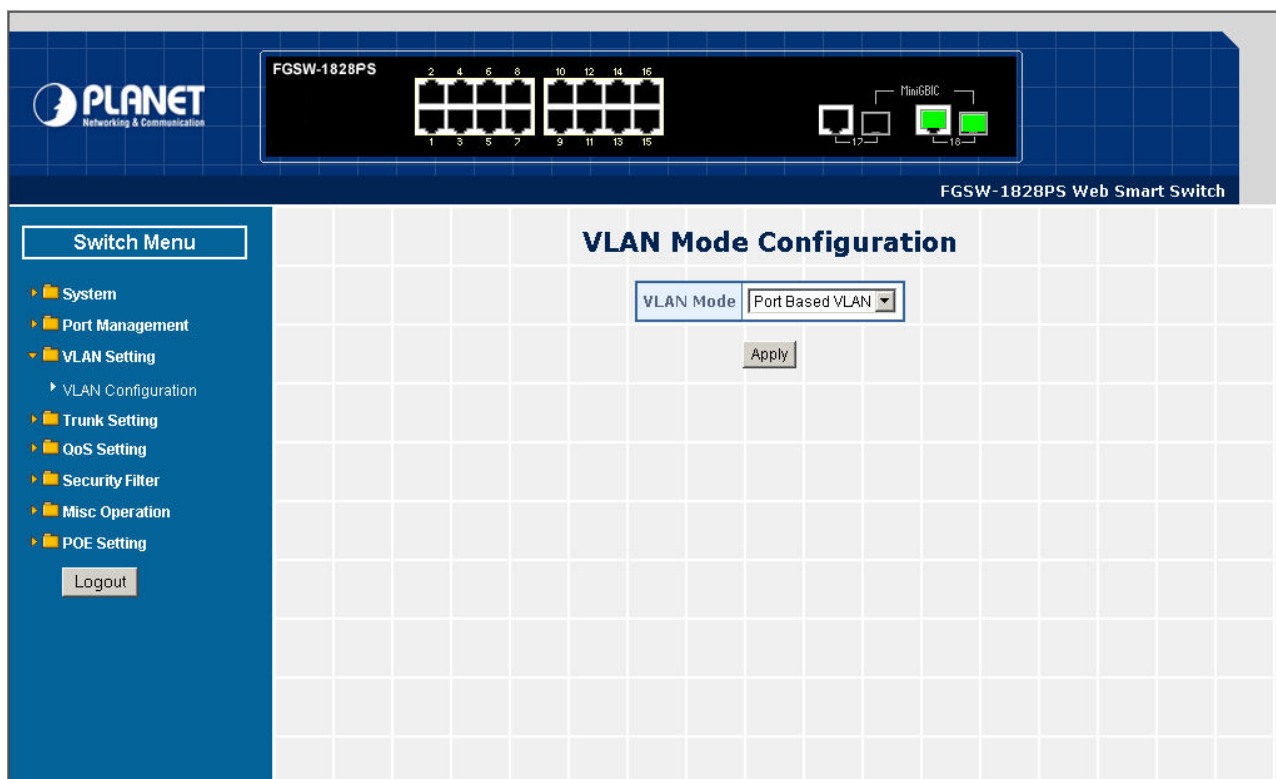 PLANET
Networking & Communication
FGSW-1828PS
2 4 6 8 10 12 14 16
MiniGBIC
1 3 5 7 9 11 13 15
17 18
FGSW-1828PS Web Smart Switch
Switch Menu
System
Port Management
VLAN Setting
VLAN Configuration
Trunk Setting
QoS Setting
Security Filter
Misc Operation
POE Setting
Logout
VLAN Mode Configuration
VLAN Mode Port Based VLAN
Apply